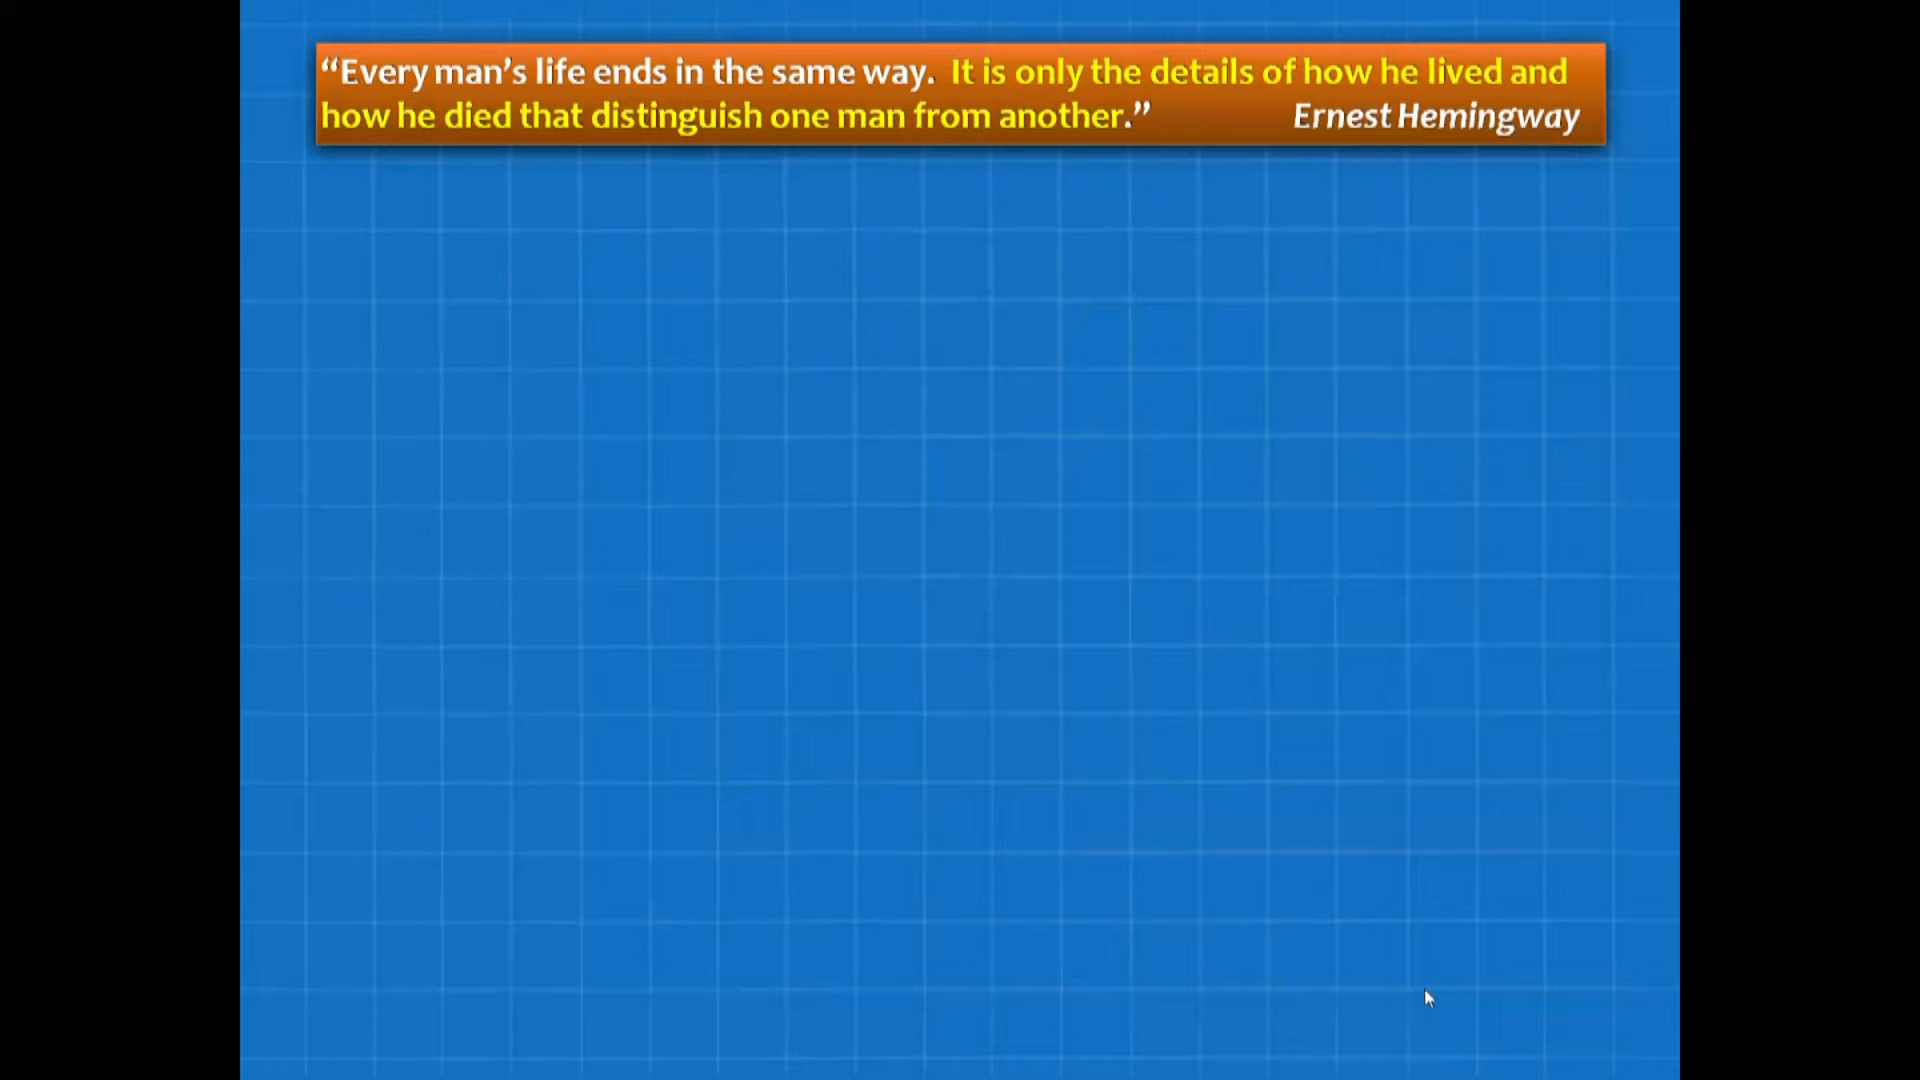 “Every man’s life ends in the same way.  It is only the details of how he lived and
how he died that distinguish one man from another.” Ernest Hemingway